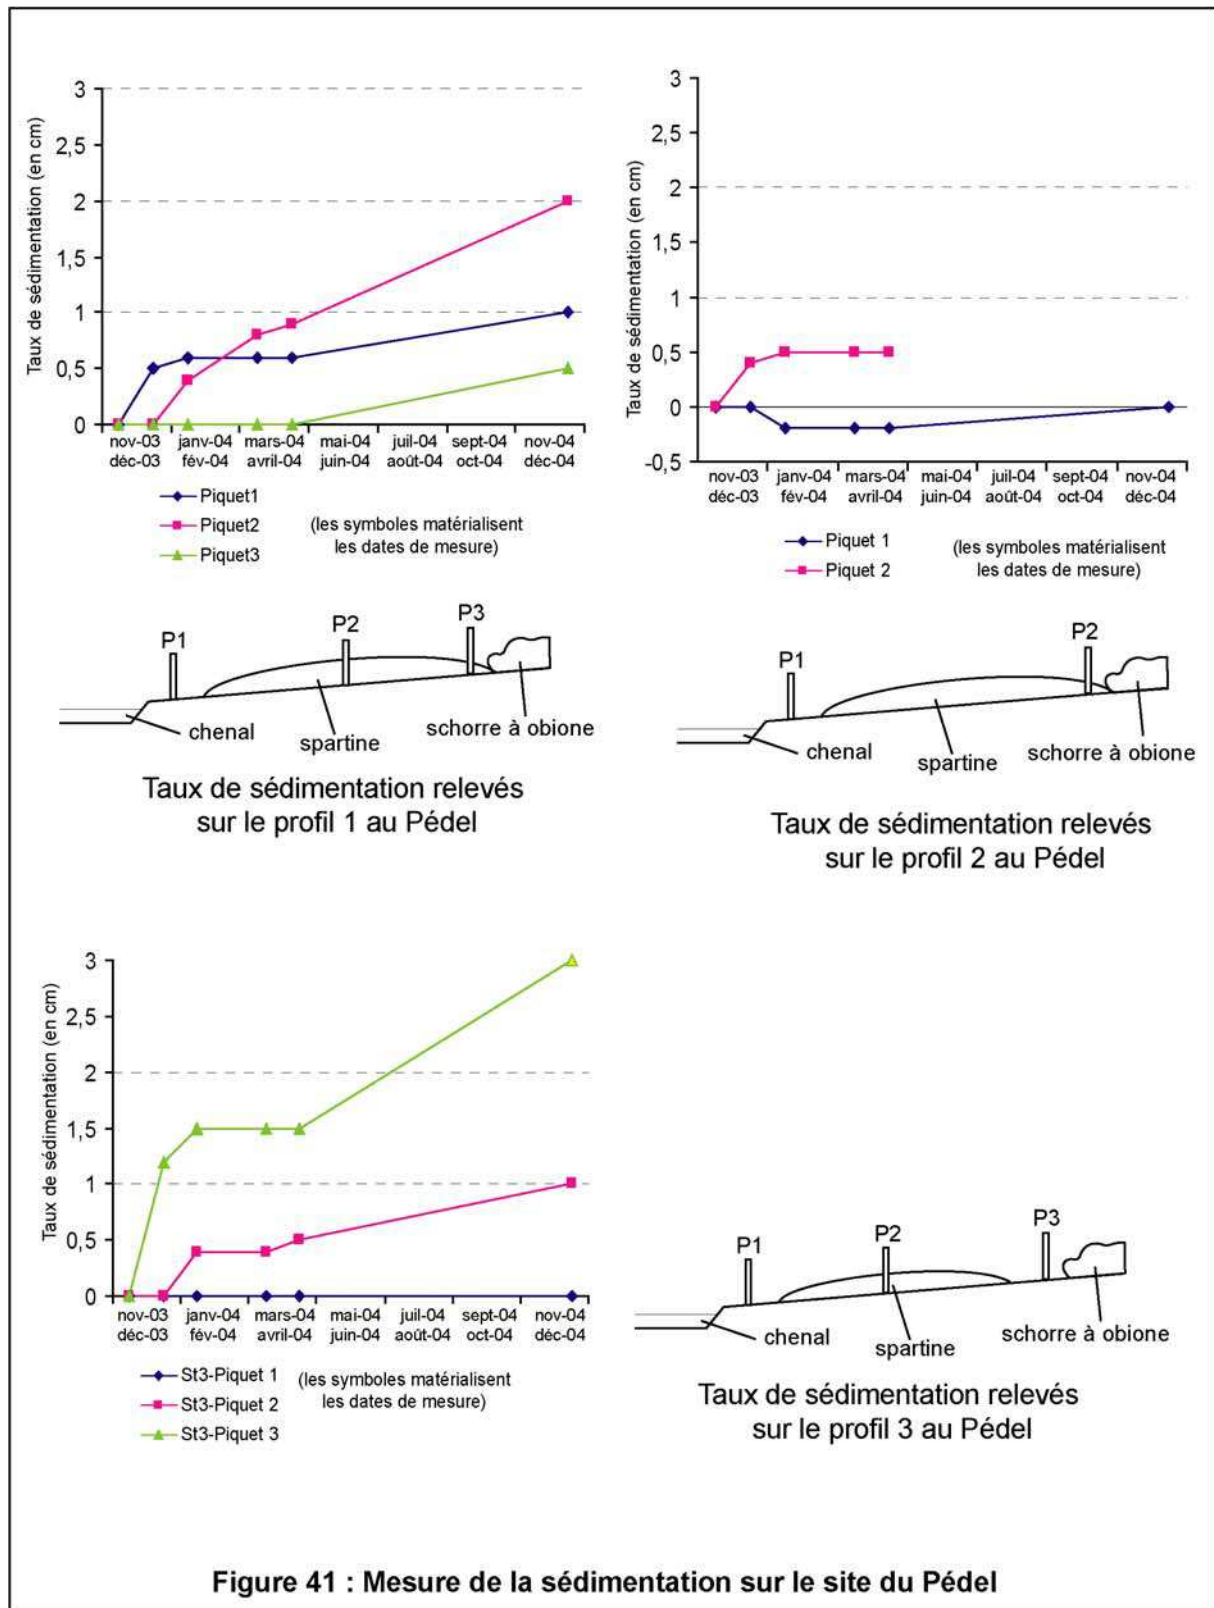 Taux de sédimentation (en cm)
3
2,5
2
1,5
1
0,5
0
nov-03 janv-04 mars-04 mai-04 juil-04 sept-04 nov-04
déc-03 fév-04 avril-04 juin-04 août-04 oct-04 déc-04
Piquet1
Piquet2
Piquet3
(les symboles matérialisent
les dates de mesure)
P1
P2
P3
chenal
spartine
schorre à obione
Taux de sédimentation relevés
sur le profil 1 au Pédel
Taux de sédimentation (en cm)
3
2,5
2
1,5
1
0,5
0
-0,5
nov-03 janv-04 mars-04 mai-04 juil-04 sept-04 nov-04
déc-03 fév-04 avril-04 juin-04 août-04 oct-04 déc-04
Piquet 1
Piquet 2
(les symboles matérialisent
les dates de mesure)
P1
P2
chenal
spartine
schorre à obione
Taux de sédimentation relevés
sur le profil 2 au Pédel
Taux de sédimentation (en cm)
3
2,5
2
1,5
1
0,5
0
nov-03 janv-04 mars-04 mai-04 juil-04 sept-04 nov-04
déc-03 fév-04 avril-04 juin-04 août-04 oct-04 déc-04
St3-Piquet 1
St3-Piquet 2
St3-Piquet 3
(les symboles matérialisent
les dates de mesure)
P1
P2
P3
chenal
spartine
schorre à obione
Taux de sédimentation relevés
sur le profil 3 au Pédel
Figure 41 : Mesure de la sédimentation sur le site du Pédel